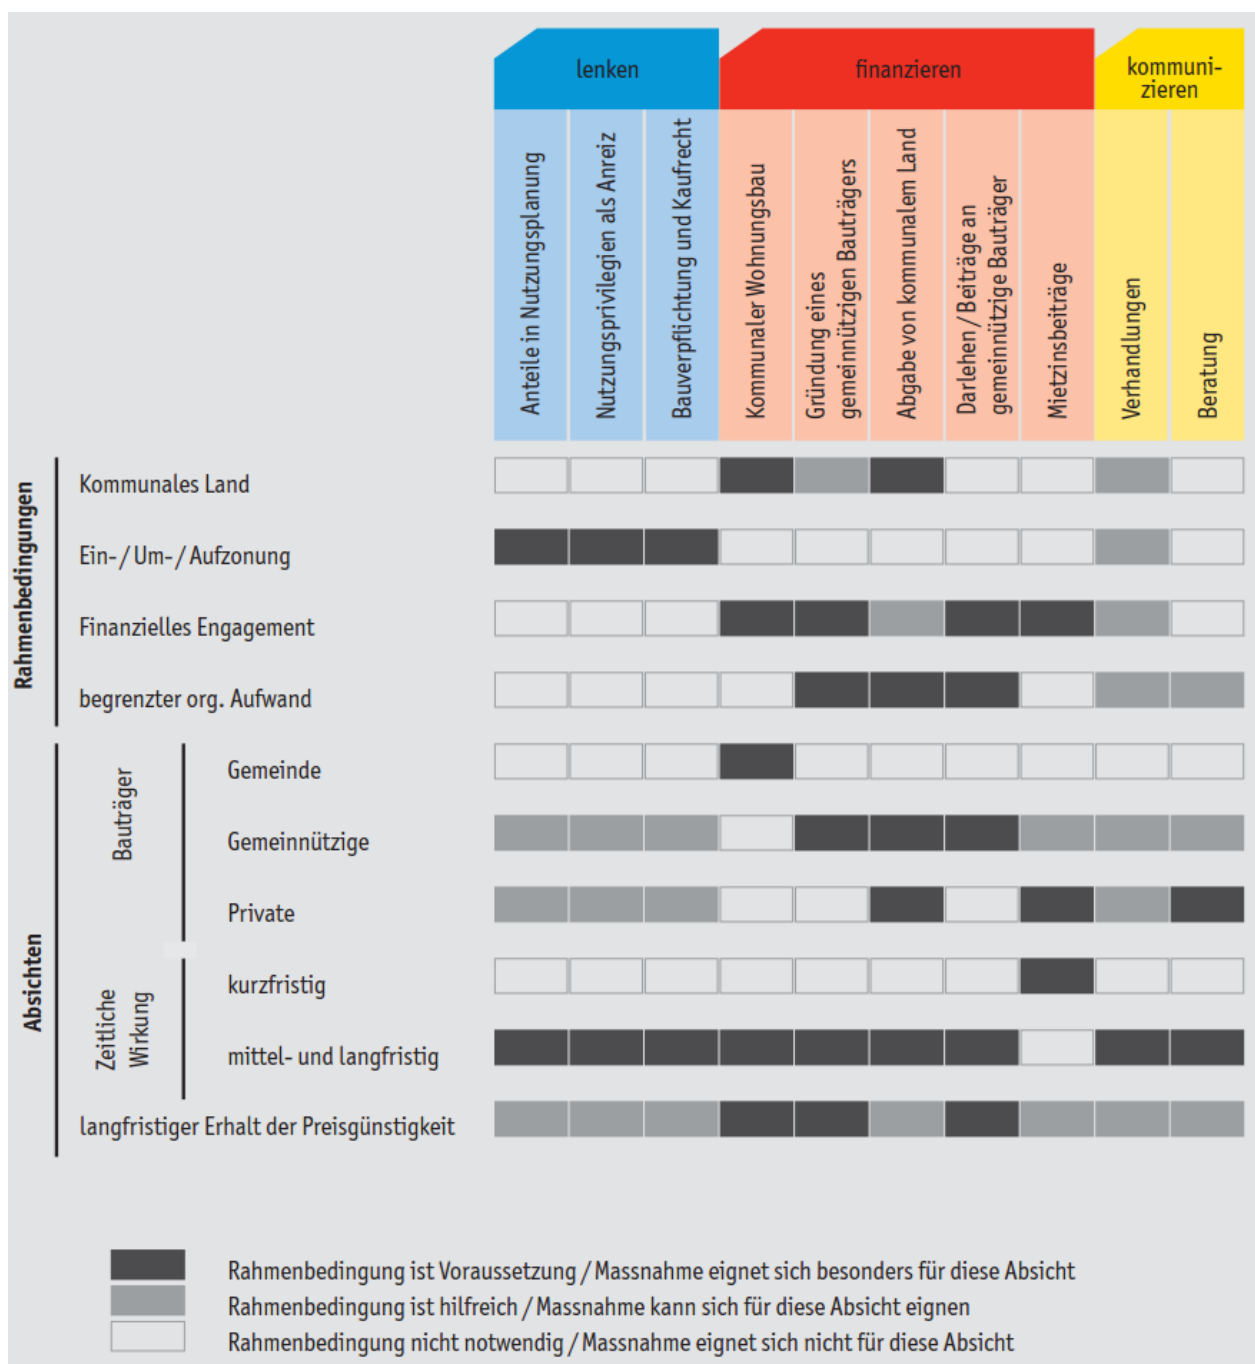 lenken
finanzieren
kommuni-
zieren
Anteile in Nutzungsplanung
Nutzungsprivilegien als Anreiz
Bauverpflichtung und Kaufrecht
Kommunaler Wohnungsbau
Gründung eines
gemeinnützigen Bauträgers
Abgabe von kommunalem Land
Darlehen / Beiträge an
gemeinnützige Bauträger
Mietzinsbeiträge
Verhandlungen
Beratung
Rahmenbedingungen
Kommunales Land
Ein- / Um- / Aufzonung
Finanzielles Engagement
begrenzter org. Aufwand
Absichten
Bauträger
Gemeinde
Gemeinnützige
Private
Zeitliche
Wirkung
kurzfristig
mittel- und langfristig
langfristiger Erhalt der Preisgünstigkeit
Rahmenbedingung ist Voraussetzung / Massnahme eignet sich besonders für diese Absicht
Rahmenbedingung ist hilfreich / Massnahme kann sich für diese Absicht eignen
Rahmenbedingung nicht notwendig / Massnahme eignet sich nicht für diese Absicht